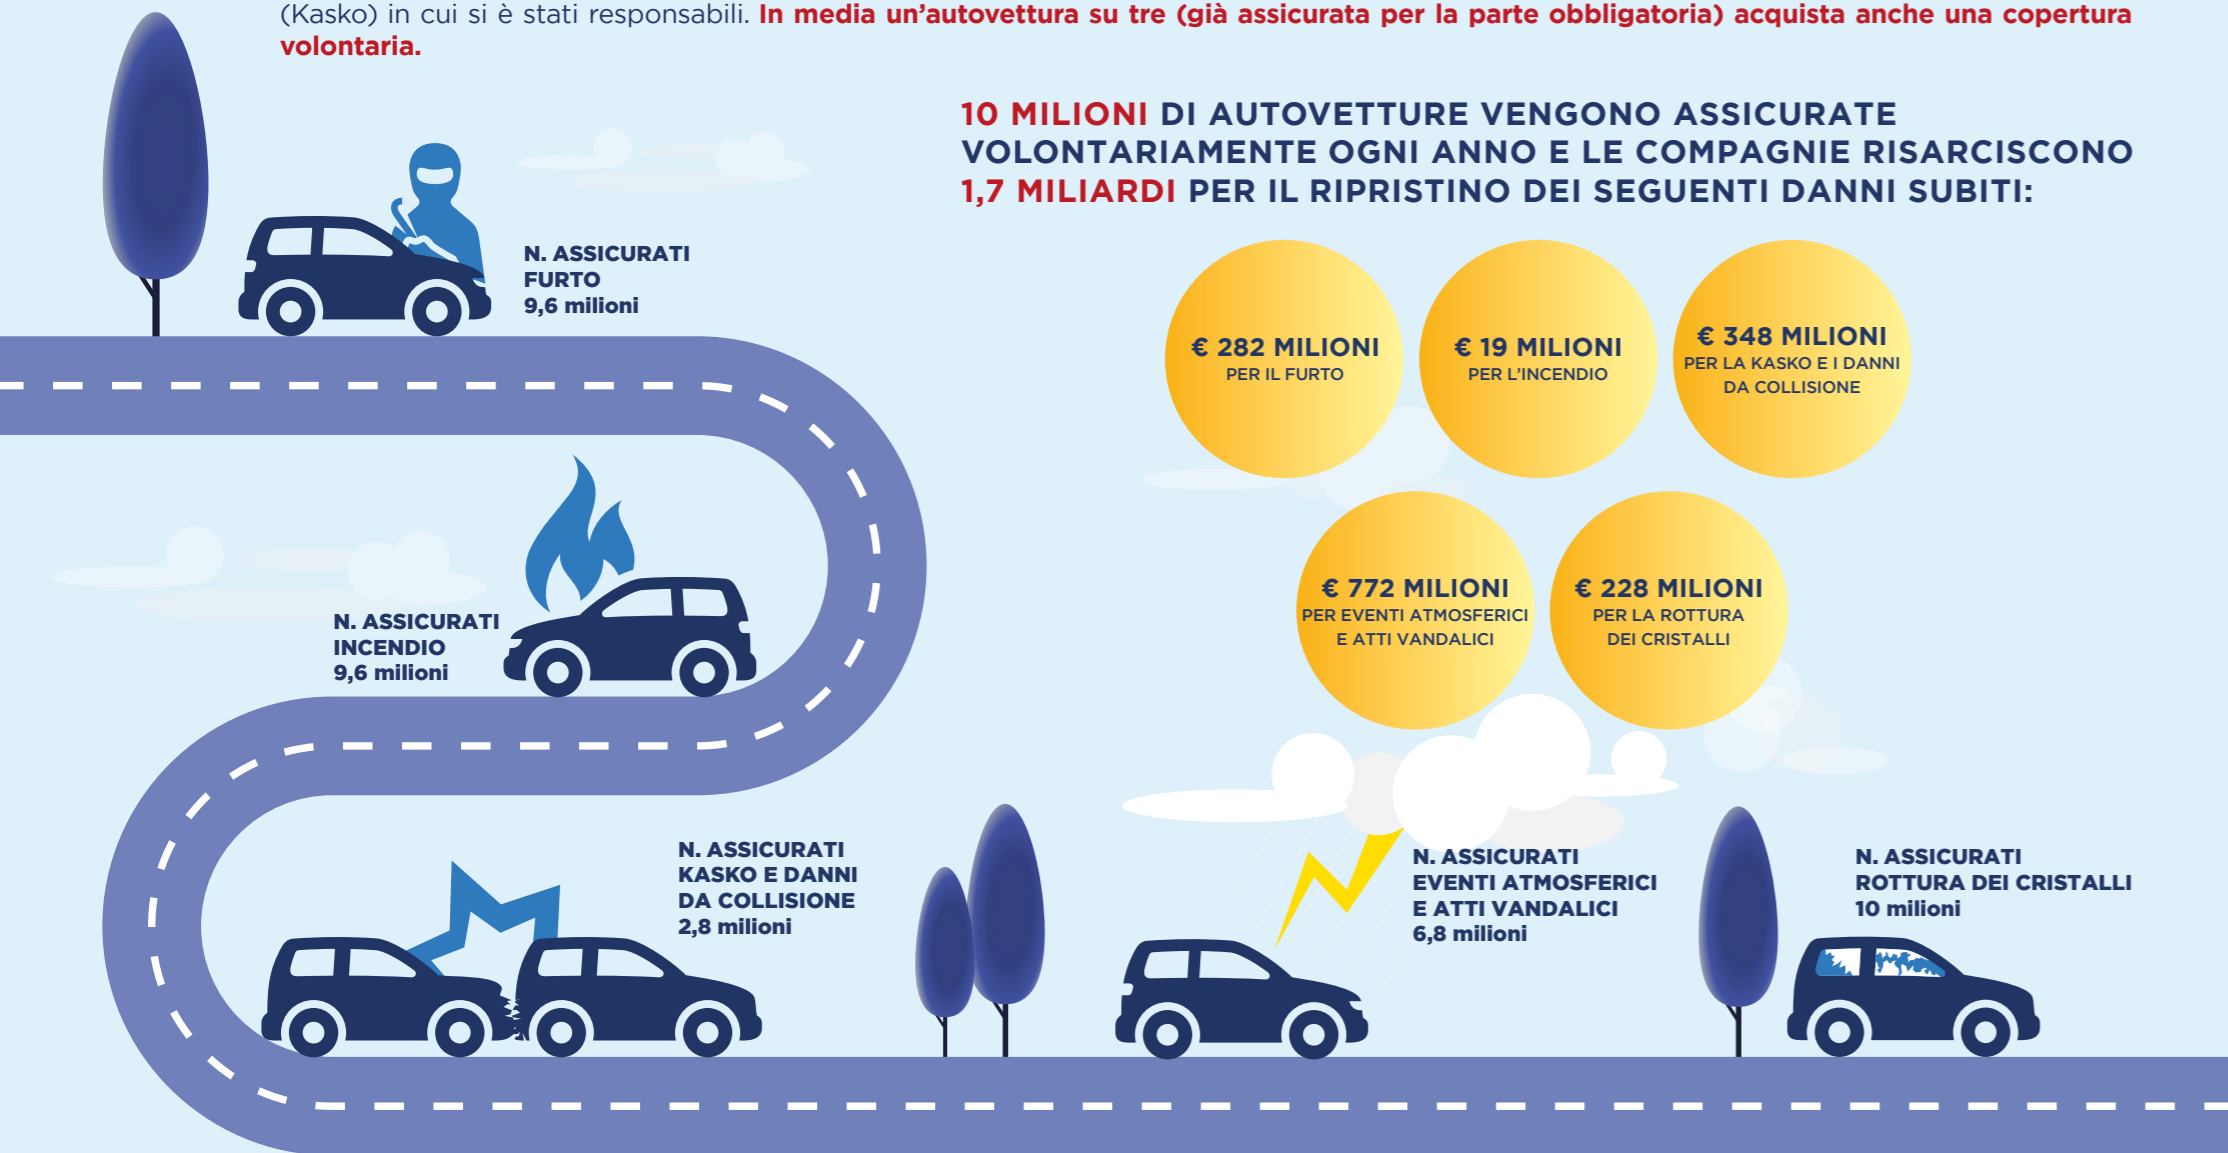 (Kasko) in cui si è stati responsabili. In media un’autovettura su tre (già assicurata per la parte obbligatoria) acquista anche una copertura
volontaria.
10 MILIONI DI AUTOVETTURE VENGONO ASSICURATE
VOLONTARIAMENTE OGNI ANNO E LE COMPAGNIE RISARCISCONO
1,7 MILIARDI PER IL RIPRISTINO DEI SEGUENTI DANNI SUBITI:
N. ASSICURATI
FURTO
9,6 milioni
€ 282 MILIONI
PER IL FURTO
€ 19 MILIONI
PER L’INCENDIO
€ 348 MILIONI
PER LA KASKO E I DANNI
DA COLLISIONE
€ 772 MILIONI
PER EVENTI ATMOSFERICI
E ATTI VANDALICI
€ 228 MILIONI
PER LA ROTTURA
DEI CRISTALLI
N. ASSICURATI
INCENDIO
9,6 milioni
N. ASSICURATI
KASKO E DANNI
DA COLLISIONE
2,8 milioni
N. ASSICURATI
EVENTI ATMOSFERICI
E ATTI VANDALICI
6,8 milioni
N. ASSICURATI
ROTTURA DEI CRISTALLI
10 milioni